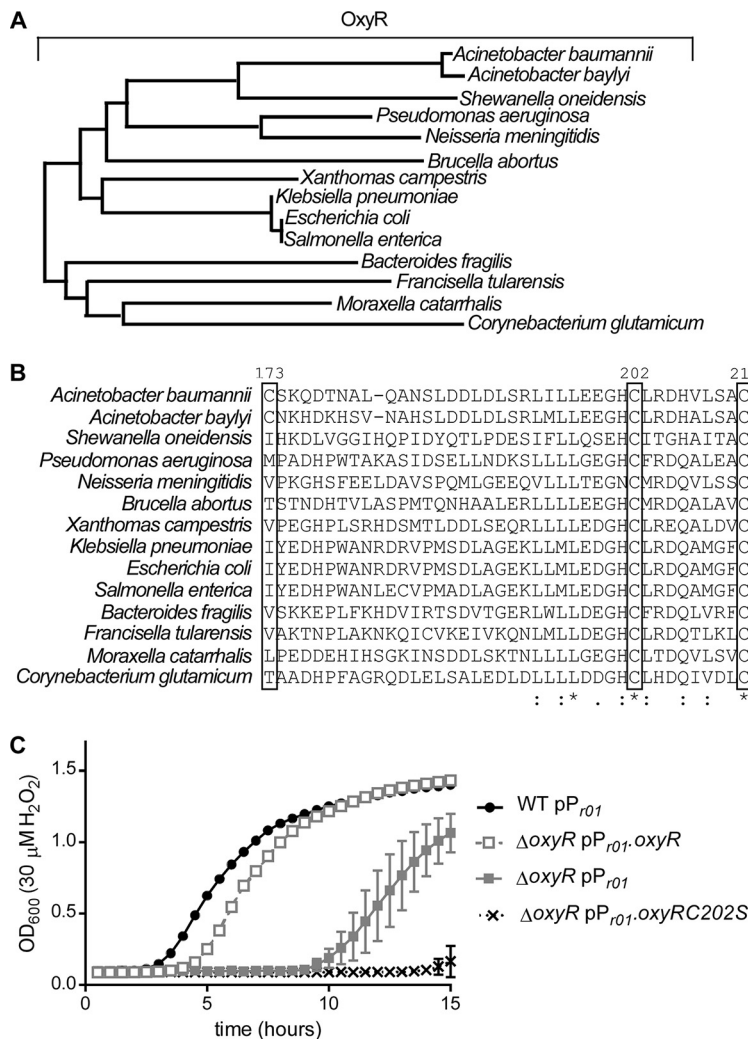 A
OxyR
Acinetobacter baumannii
Acinetobacter baylyi
Shewanella oneidensis
Pseudomonas aeruginosa
Neisseria meningitidis
Brucella abortus
Xanthomas campestris
Klebsiella pneumoniae
Escherichia coli
Salmonella enterica
Bacteroides fragilis
Francisella tularensis
Moraxella catarrhalis
Corynebacterium glutamicum
B
173 202 21
Acinetobacter baumannii CSKQDTNAL-QANSLDDLDLSRLILLEEGHCLRDHVLSAC
Acinetobacter baylyi CNKHDKHSV-NAHSLDDLDLSRLMLLEEGHCLRDHALSAC
Shewanella oneidensis IHKDLVGGIHQPIDYQTLPDESIFLLQSEHCITGHAITAC
Pseudomonas aeruginosa MPADHPWTAKASIDSELLNDKSLLLLGEGHCFRDQALEAC
Neisseria meningitidis VPKGHSFEELDAVSPQMLGEEQVLLLTEGNCMRDQVLSSC
Brucella abortus TSTNDHTVLASPMTQNHAALERLLLLEEGHCMRDQALAVC
Xanthomas campestris VPEGHPLSRHDSMTLDDLSEQRLLLLEDGHCLREQALDVC
Klebsiella pneumoniae IYEDHPWANRDRVPMSDLAGEKLLMLEDGHCLRDQAMGFC
Escherichia coli IYEDHPWANRDRVPMADLAGEKLLMLEDGHCLRDQAMGFC
Salmonella enterica IYEDHPWANLECVPMADLAGEKLLMLEDGHCLRDQAMGFC
Bacteroides fragilis VSKKEPLFKHDVIRTSDVTGERLWLLDEGHCFRDQLVRFC
Francisella tularensis VAKTNPLAKNKQICVKEIVKQNLMLLDEGHCLRDQTLKLC
Moraxella catarrhalis LPEDDEHIHSGKINSDDLSKTNLLLLGEGHCLTDQVLSVC
Corynebacterium glutamicum TAADHPFAGRQDLELSALEDLDLLLLDDGHCLHDQIVDLC
: :* . :*: : : *
C
OD600 (30 µM H2O2)
1.5
1.0
0.5
0.0
5 10 15
time (hours)
WT pPr01
ΔoxyR pPr01.oxyR
ΔoxyR pPr01
ΔoxyR pPr01.oxyRC202S